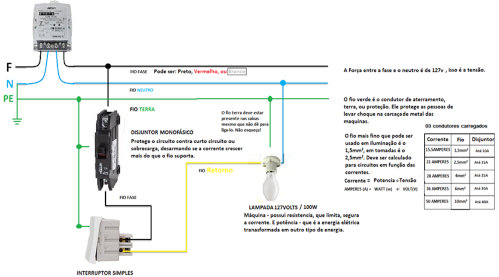 F
FIO FASE Pode ser: Preto, Vermelho, ou Branco
N
FIO NEUTRO
PE
FIO TERRA
A Força entre a fase e o neutro é de 127v , isso é a tensão.
O fio terra deve estar
presente nas cabas
mesmo que não dê para
liga-lo. Não esqueça!
DISJUNTOR MONOFÁSICO
Protege o circuito contra curto circuito ou
sobrecarga, desarmando se a corrente crescer
mais do que o fio suporta.
O fio verde é o condutor de aterramento,
terra, ou proteção. Ele protege as pessoas de
levar choque na carcaça de metal das
maquinas.
O fio mais fino que pode ser
usado em iluminação é o
1,5mm², em tomadas é o
2,5mm². Deve ser calculado
para circuitos em função das
correntes.
Corrente = Potencia ÷ Tensão
AMPERES (A) = WATT (w) ÷ VOLT(V)
03 condutores carregados
Corrente Fio Disjuntor
15,5AMPERES 1,5mm² Até 10A
21 AMPERES 2,5mm² Até 15A
28 AMPERES 4mm² Até 25A
36 AMPERES 6mm² Até 30A
50 AMPERES 10mm² Até 40A
FIO Retorno
FIO FASE
LAMPADA 127VOLTS / 100W
Máquina - possui resistencia, que limita, segura
a corrente. E potência - que é a energia elétrica
transformada em outro tipo de energia.
INTERRUPTOR SIMPLES